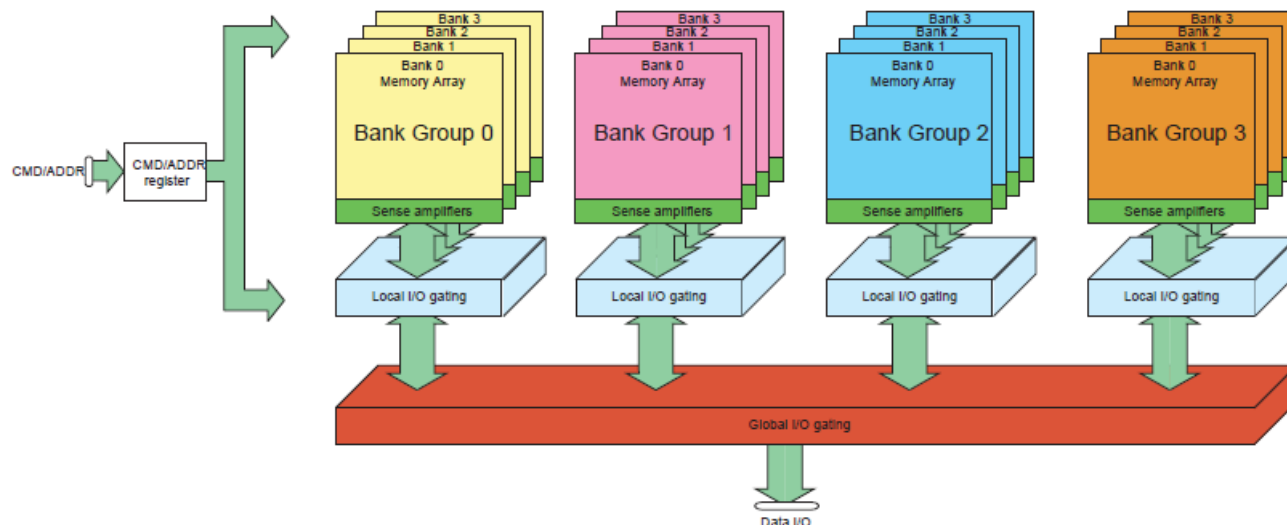 Bank 3
Bank 2
Bank 1
Bank 0
Memory Array
Bank Group 0
Sense amplifiers
Local I/O gating
Bank 3
Bank 2
Bank 1
Bank 0
Memory Array
Bank Group 1
Sense amplifiers
Local I/O gating
Bank 3
Bank 2
Bank 1
Bank 0
Memory Array
Bank Group 2
Sense amplifiers
Local I/O gating
Bank 3
Bank 2
Bank 1
Bank 0
Memory Array
Bank Group 3
Sense amplifiers
Local I/O gating
CMD/ADDR
CMD/ADDR
register
Global I/O gating
Data I/O